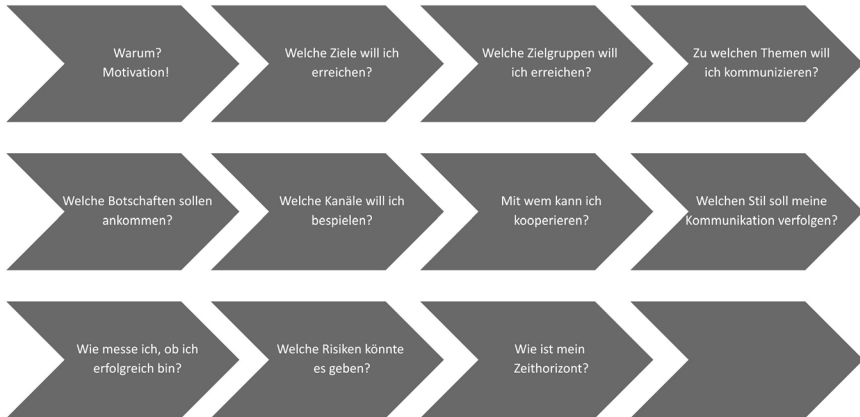 Warum?
Motivation!
Welche Ziele will ich
erreichen?
Welche Zielgruppen will
ich erreichen?
Zu welchen Themen will
ich kommunizieren?
Welche Botschaften sollen
ankommen?
Welche Kanäle will ich
bespielen?
Mit wem kann ich
kooperieren?
Welchen Stil soll meine
Kommunikation verfolgen?
Wie messe ich, ob ich
erfolgreich bin?
Welche Risiken könnte
es geben?
Wie ist mein
Zeithorizont?